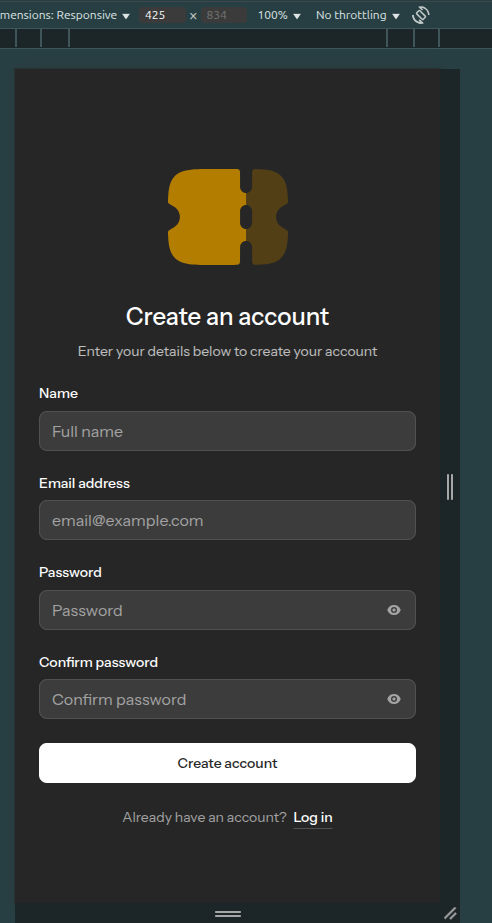 mensions: Responsive 425 x 834 100% No throttling
Create an account
Enter your details below to create your account
Name
Full name
Email address
email@example.com
Password
Password
Confirm password
Confirm password
Create account
Already have an account? Log in